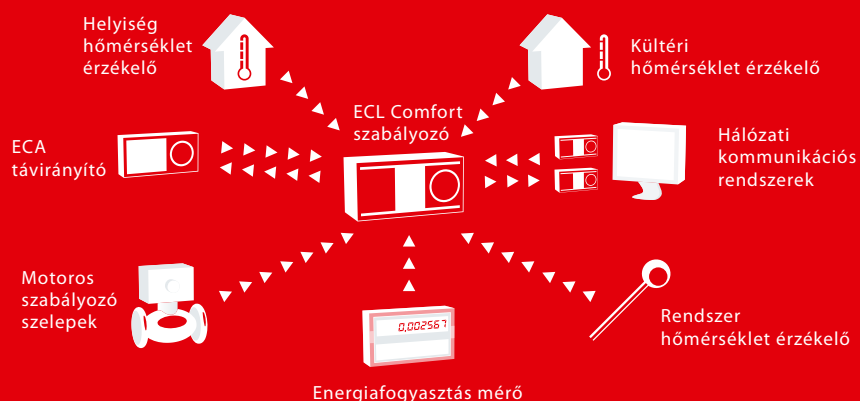 Helyiség
hőmérséklet
érzékelő
Kültéri
hőmérséklet érzékelő
ECL Comfort
szabályozó
ECA
távirányító
Hálózati
kommunikációs
rendszerek
Motoros
szabályozó
szelepek
0,002567
Rendszer
hőmérséklet érzékelő
Energiafogyasztás mérő